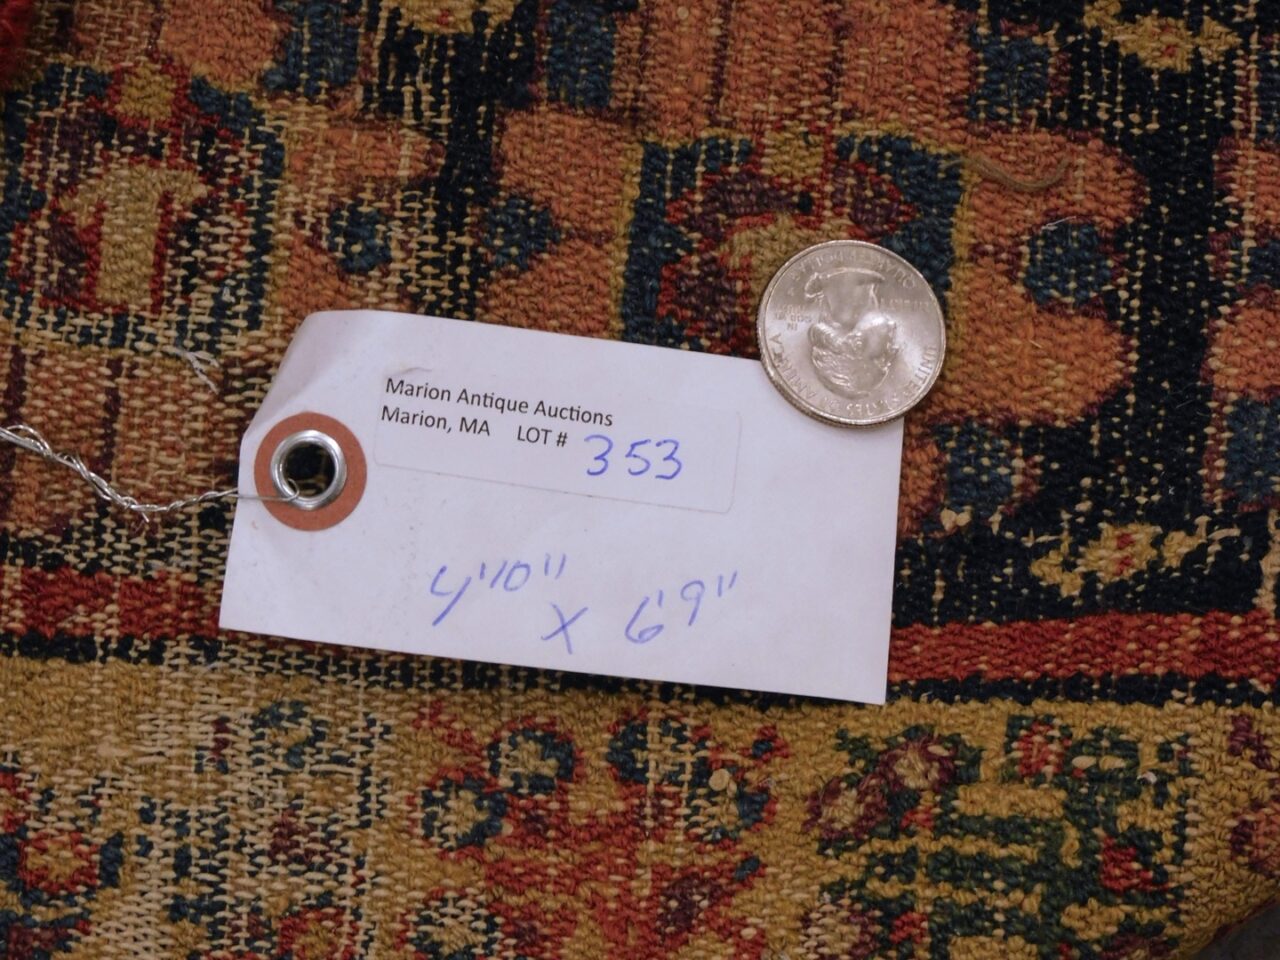 Marion Antique Auctions
Marion, MA LOT # 353
4'10" X 6'9"